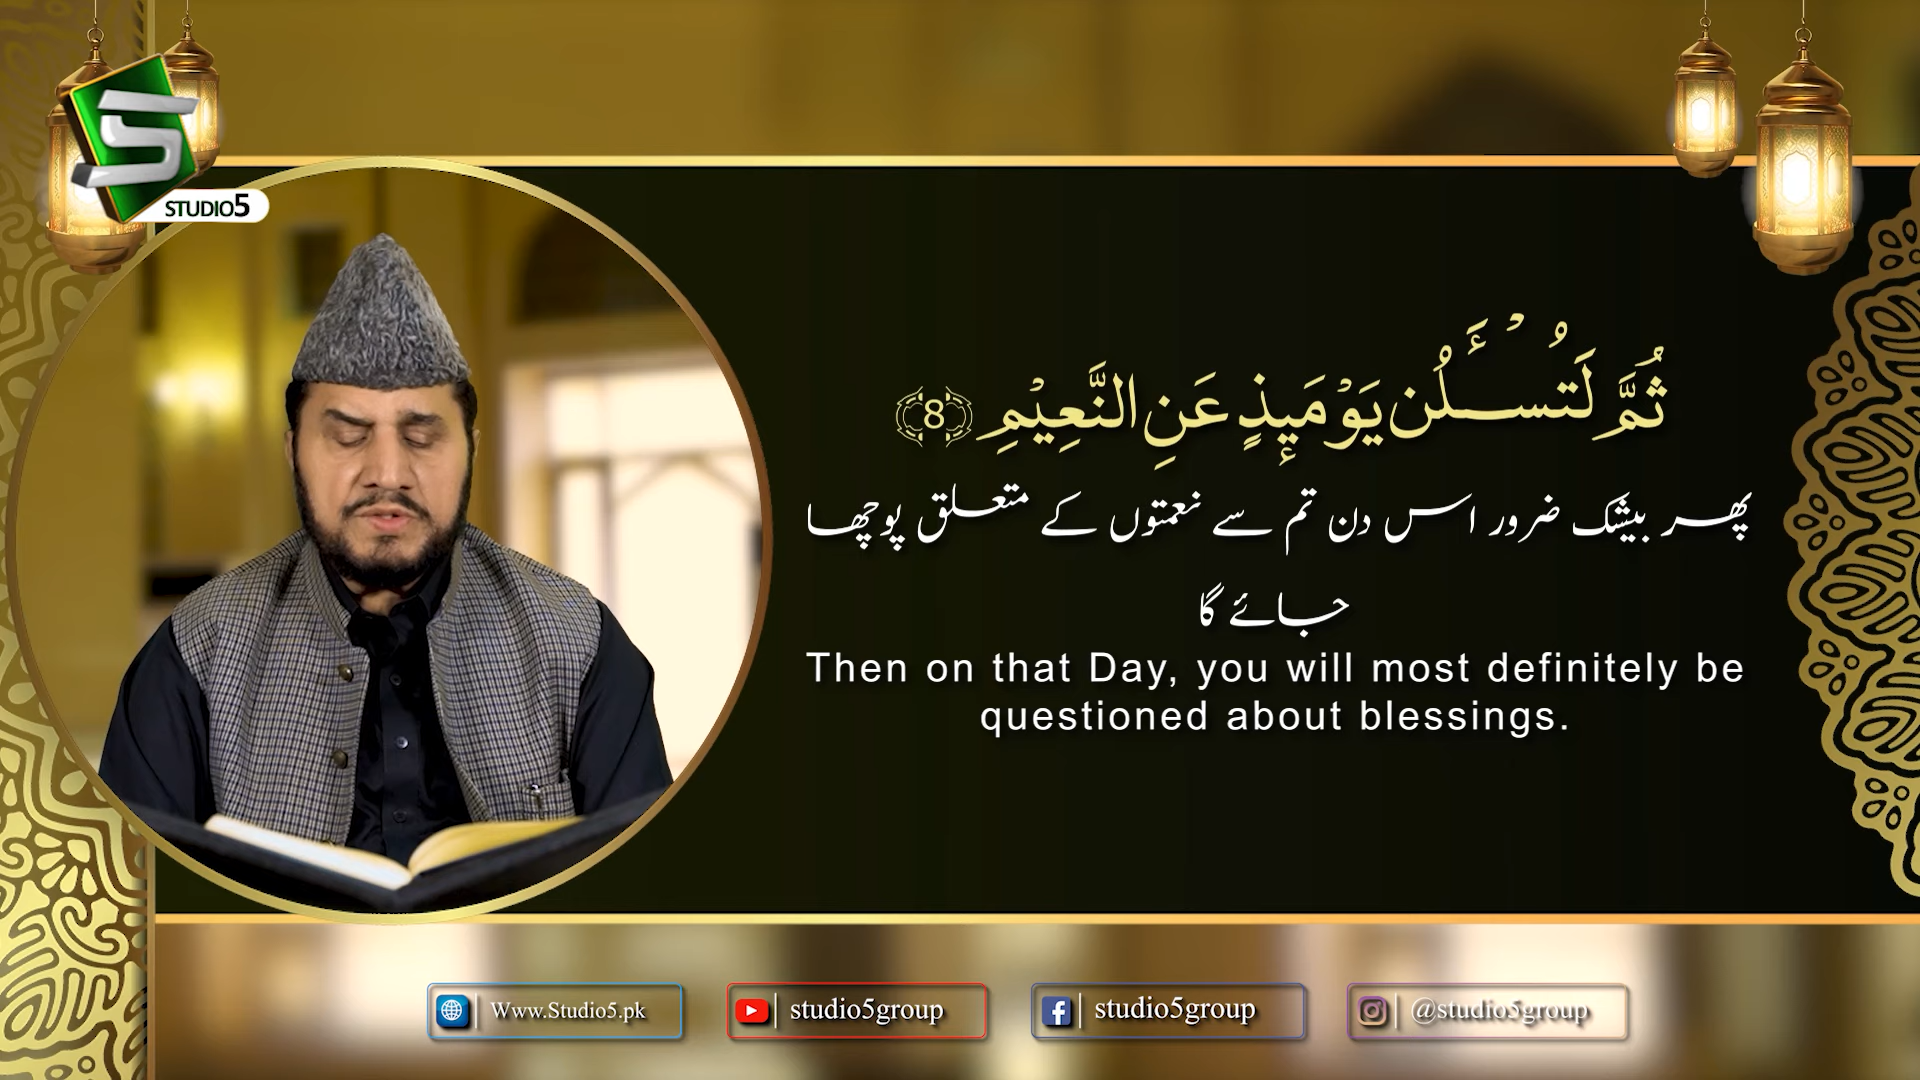 STUDIO5
ثُمَّ لَتُسْـَٔلُنَّ يَوْمَىِٕذٍ عَنِ النَّعِيْمِ 8
پھر بیشک ضرور اس دن تم سے نعمتوں کے متعلق پوچھا
جائے گا
Then on that Day, you will most definitely be
questioned about blessings.
Www.Studio5.pk
studio5group
studio5group
@studio5group